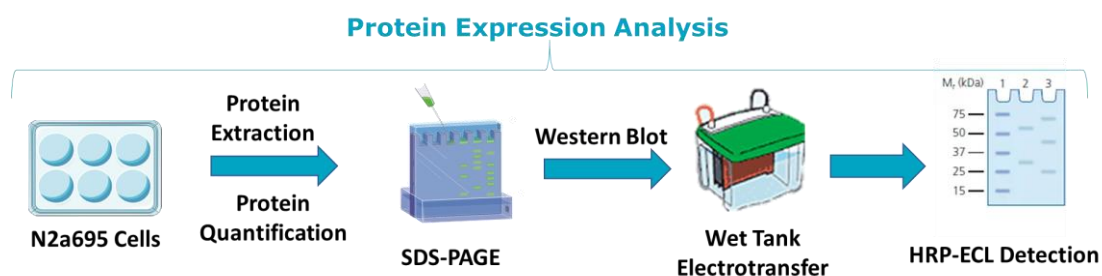 Protein Expression Analysis
Protein
Extraction
Protein
Quantification
Western Blot
Mr (kDa) 1 2 3
75
50
37
25
15
N2a695 Cells
SDS-PAGE
Wet Tank
Electrotransfer
HRP-ECL Detection